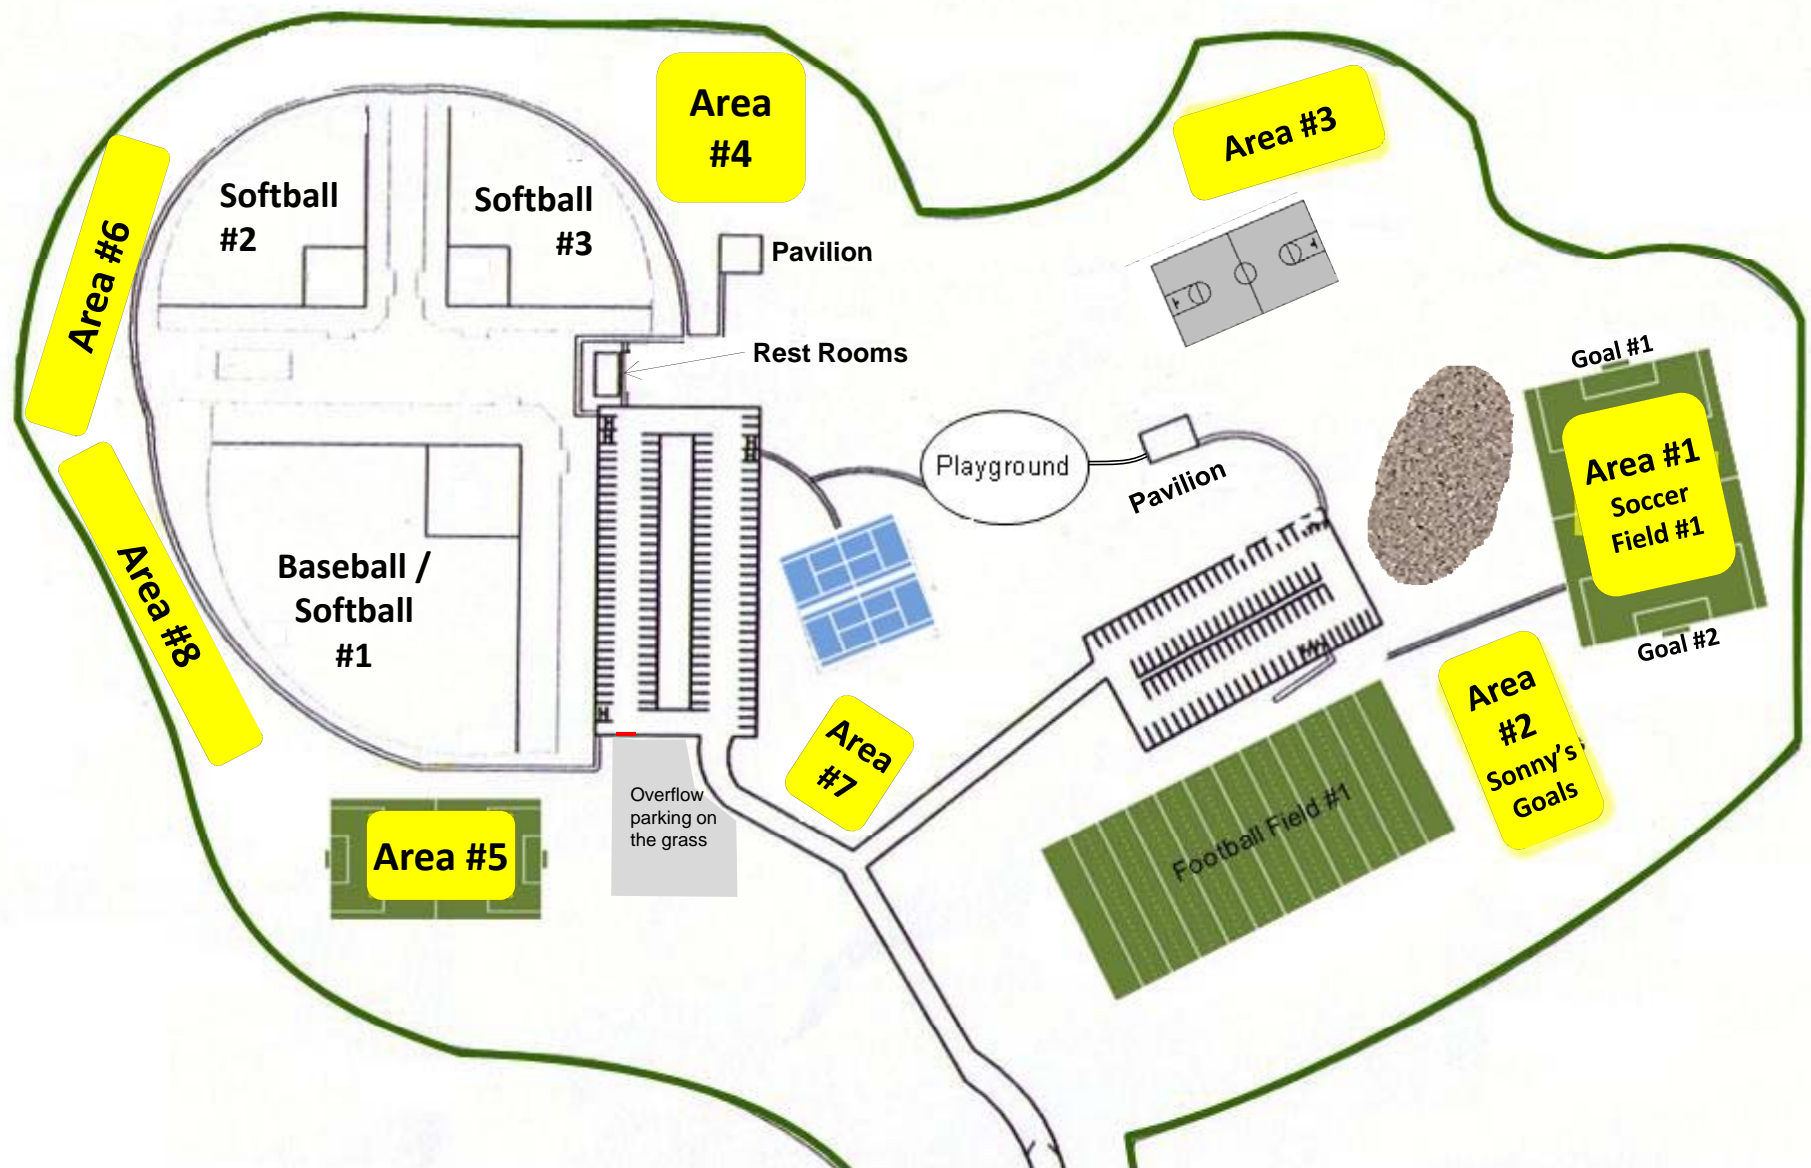 Area
#4
Area #3
Softball
#2
Softball
#3
Area #6
Pavilion
Rest Rooms
Goal #1
Area #1
Soccer
Field #1
Goal #2
Playground
Pavilion
Baseball /
Softball
#1
Area #8
Area
#2
Sonny's
Goals
Area
#7
Overflow
parking on
the grass
Football Field #1
Area #5